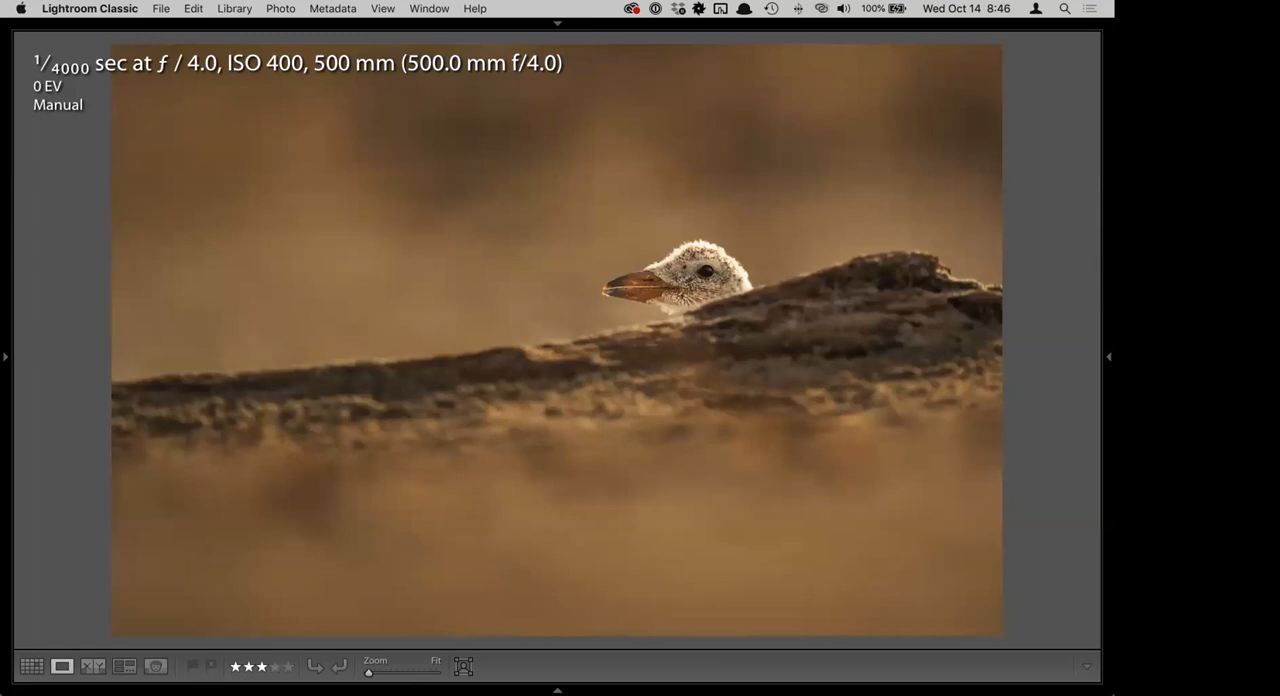 Lightroom Classic File Edit Library Photo Metadata View Window Help 100% Wed Oct 14 8:46
1/4000 sec at ƒ / 4.0, ISO 400, 500 mm (500.0 mm f/4.0)
0 EV
Manual
Zoom Fit